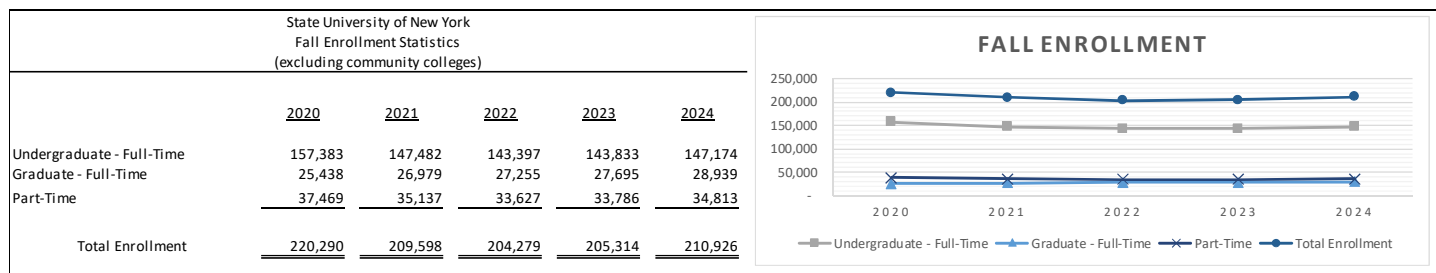 State University of New York
Fall Enrollment Statistics
(excluding community colleges)
2020 2021 2022 2023 2024
Undergraduate - Full-Time 157,383 147,482 143,397 143,833 147,174
Graduate - Full-Time 25,438 26,979 27,255 27,695 28,939
Part-Time 37,469 35,137 33,627 33,786 34,813
Total Enrollment 220,290 209,598 204,279 205,314 210,926
FALL ENROLLMENT
250,000
200,000
150,000
100,000
50,000
-
2020 2021 2022 2023 2024
Undergraduate - Full-Time Graduate - Full-Time Part-Time Total Enrollment